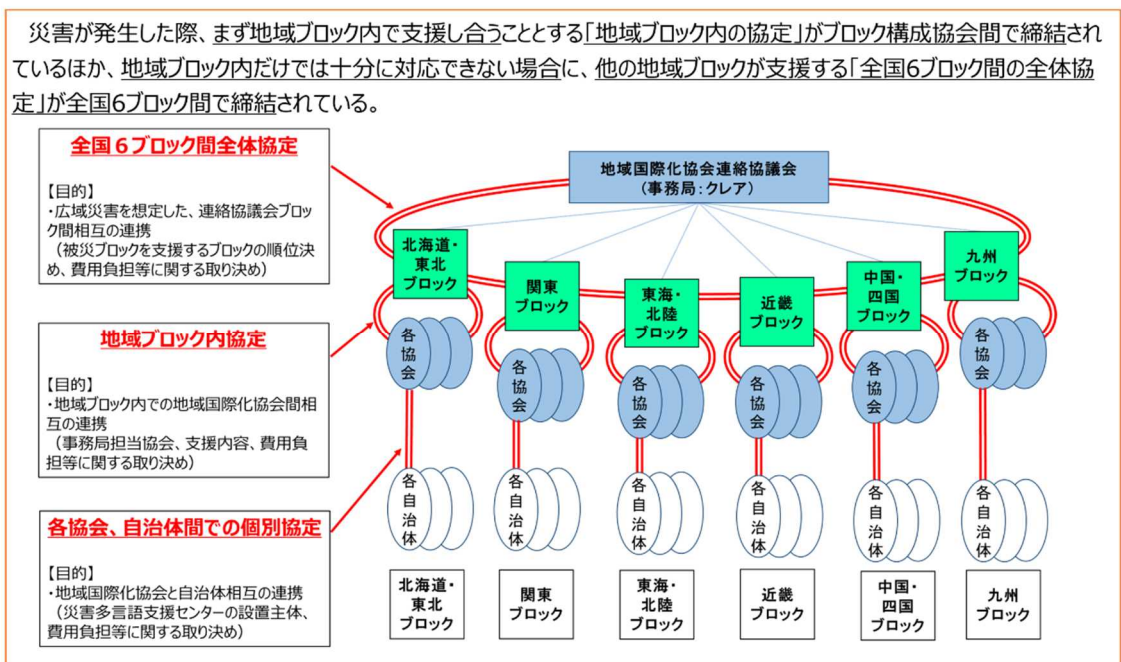 災害が発生した際、まず地域ブロック内で支援し合うこととする「地域ブロック内の協定」がブロック構成協会間で締結され
ているほか、地域ブロック内だけでは十分に対応できない場合に、他の地域ブロックが支援する「全国6ブロック間の全体協
定」が全国6ブロック間で締結されている。
全国６ブロック間全体協定
【目的】
・広域災害を想定した、連絡協議会ブロッ
ク間相互の連携
（被災ブロックを支援するブロックの順位決
め、費用負担等に関する取り決め）
地域ブロック内協定
【目的】
・地域ブロック内での地域国際化協会間相
互の連携
（事務局担当協会、支援内容、費用負
担等に関する取り決め）
各協会、自治体間での個別協定
【目的】
・地域国際化協会と自治体相互の連携
（災害多言語支援センターの設置主体、
費用負担等に関する取り決め）
地域国際化協会連絡協議会
（事務局：クレア）
北海道・
東北
ブロック
関東
ブロック
東海・
北陸
ブロック
近畿
ブロック
中国・
四国
ブロック
九州
ブロック
各協会
各協会
各協会
各協会
各協会
各協会
各自治体
各自治体
各自治体
各自治体
各自治体
各自治体
北海道・
東北
ブロック
関東
ブロック
東海・
北陸
ブロック
近畿
ブロック
中国・
四国
ブロック
九州
ブロック